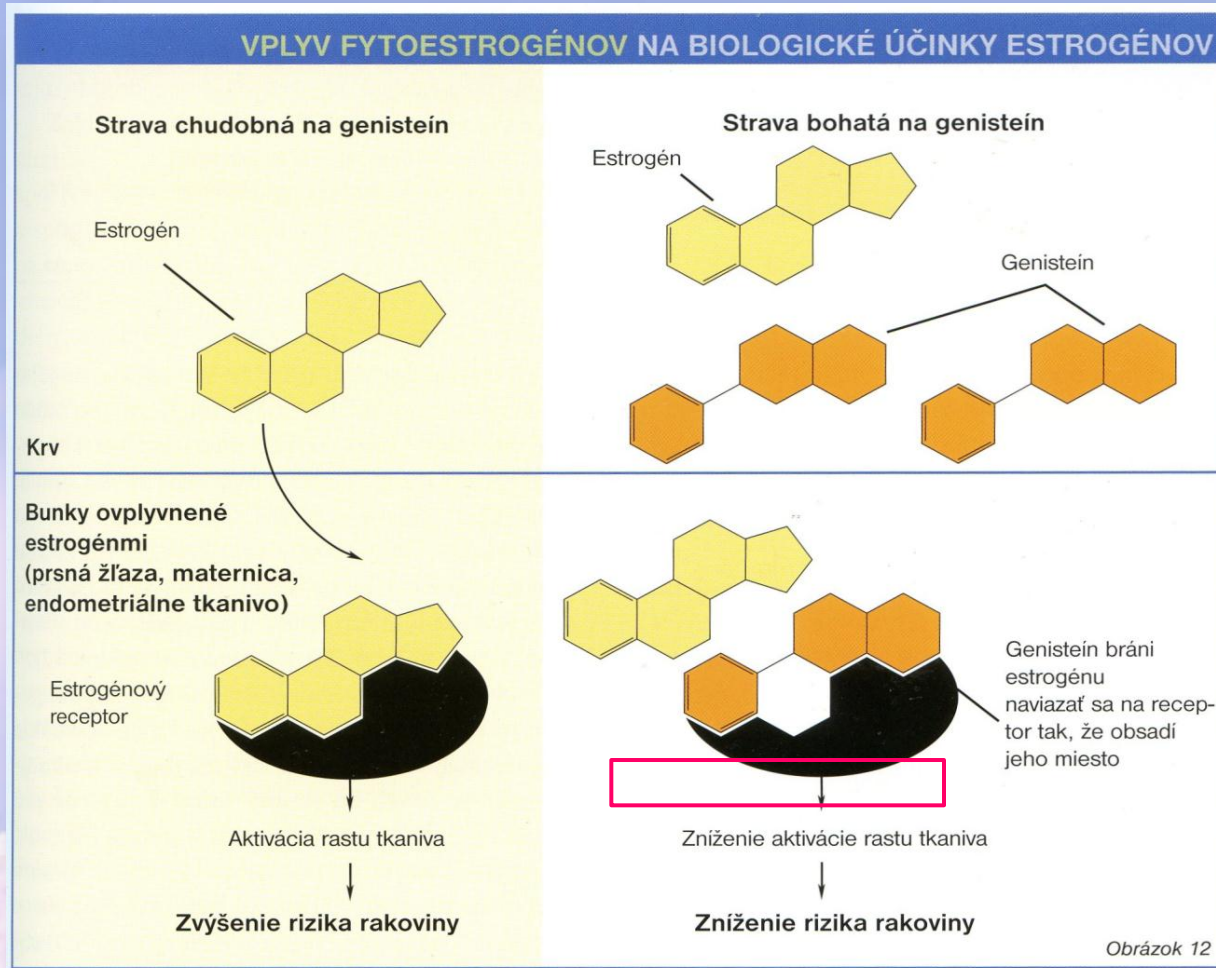 VPLYV FYTOESTROGÉNOV NA BIOLOGICKÉ ÚČINKY ESTROGÉNOV
Strava chudobná na genisteín
Estrogén
Krv
Strava bohatá na genisteín
Estrogén
Genisteín
Bunky ovplyvnené
estrogénmi
(prsná žľaza, maternica,
endometriálne tkanivo)
Estrogénový
receptor
Aktivácia rastu tkaniva
Zvýšenie rizika rakoviny
Genisteín bráni
estrogénu
naviazať sa na recep-
tor tak, že obsadí
jeho miesto
Zníženie aktivácie rastu tkaniva
Zníženie rizika rakoviny
Obrázok 12